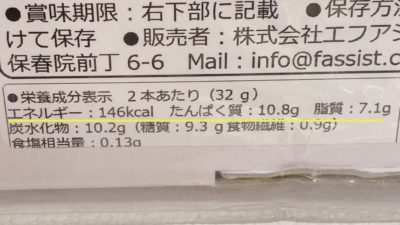 ●賞味期限：右下部に記載 ●保存方法
けて保存 ●販売者：株式会社エフアシ
保春院前丁6-6 Mail：info@fassist.c
●栄養成分表示 2本あたり（32g）
エネルギー：146kcal たんぱく質：10.8g 脂質：7.1g
炭水化物：10.2g（糖質：9.3g 食物繊維：0.9g）
食塩相当量：0.13g